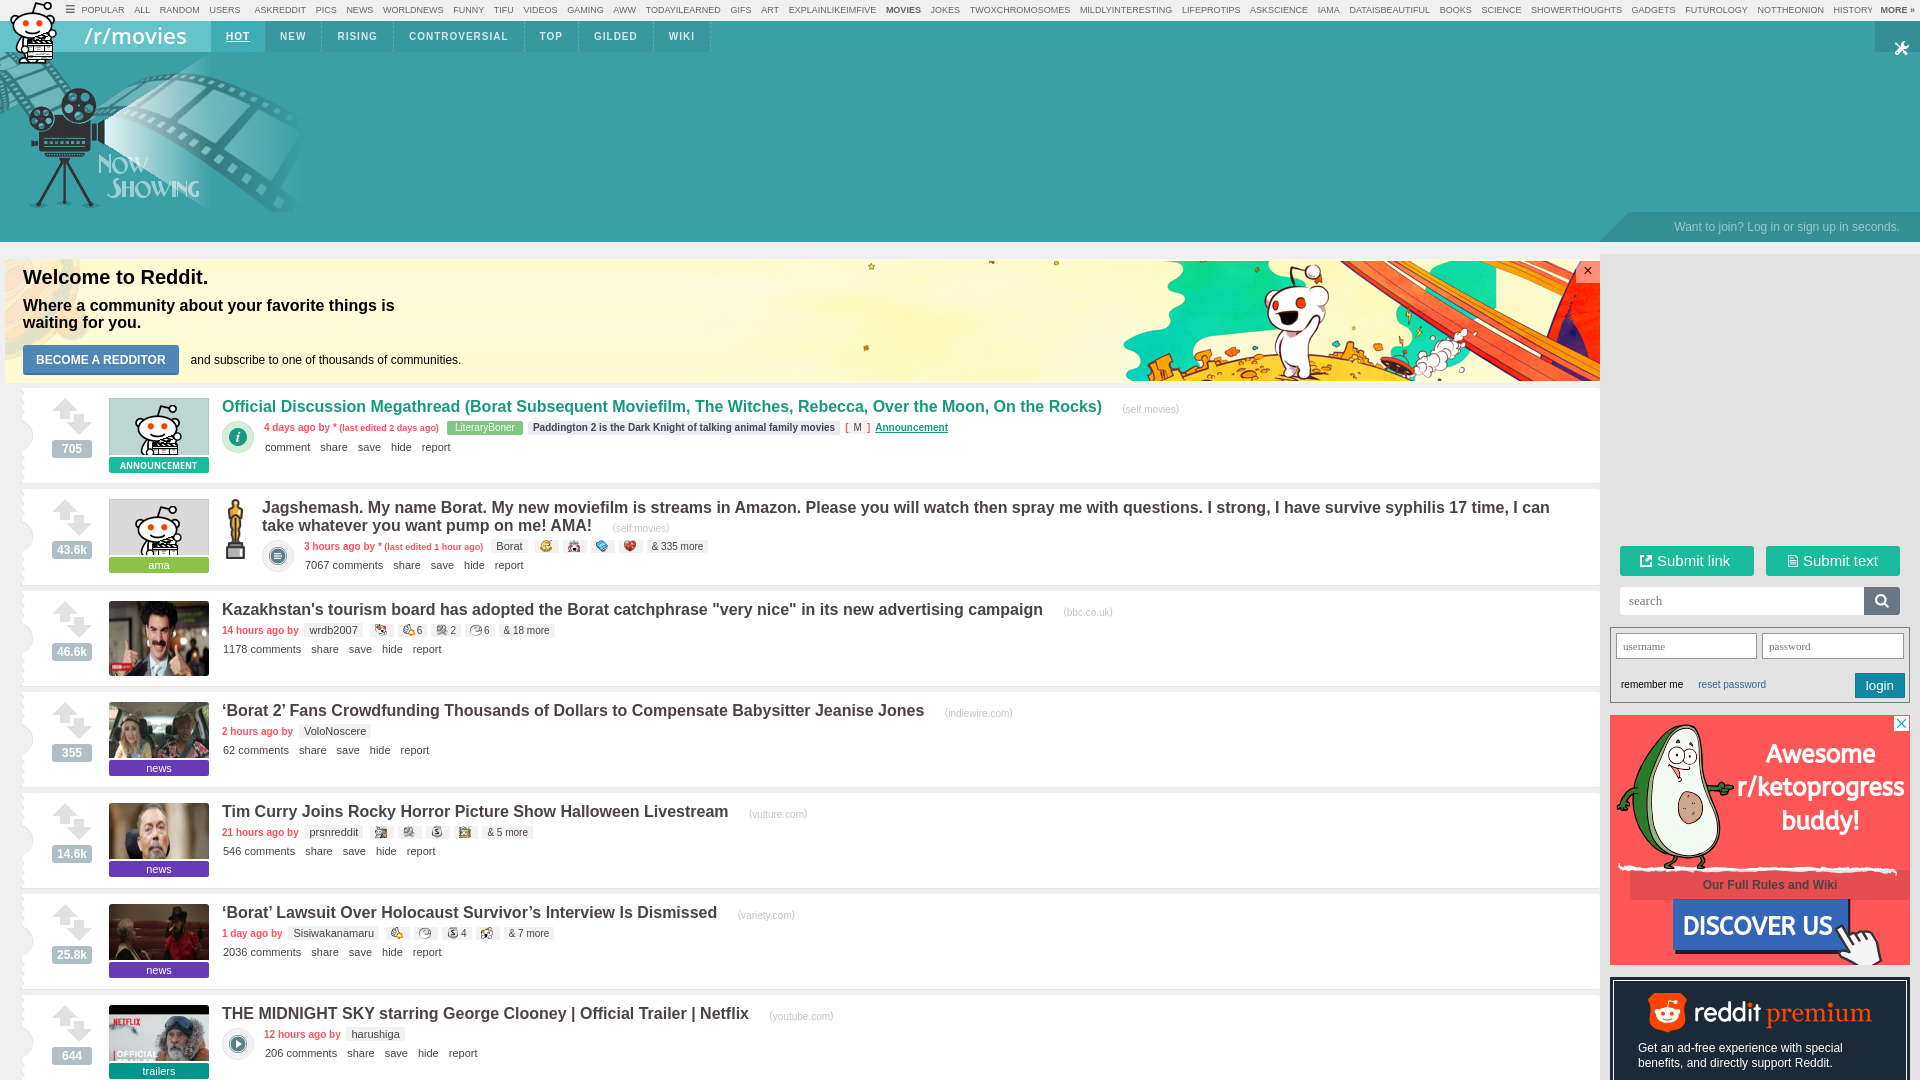 POPULAR ALL RANDOM USERS ASKREDDIT PICS NEWS WORLDNEWS FUNNY TIFU VIDEOS GAMING AWW TODAYILEARNED GIFS ART EXPLAINLIKEIMFIVE MOVIES JOKES TWOXCHROMOSOMES MILDLYINTERESTING LIFEPROTIPS ASKSCIENCE IAMA DATAISBEAUTIFUL BOOKS SCIENCE SHOWERTHOUGHTS GADGETS FUTUROLOGY NOTTHEONION HISTORY MORE »
/r/movies HOT NEW RISING CONTROVERSIAL TOP GILDED WIKI
NOW SHOWING
Want to join? Log in or sign up in seconds.
Welcome to Reddit.
×
Where a community about your favorite things is
waiting for you.
BECOME A REDDITOR and subscribe to one of thousands of communities.
705
ANNOUNCEMENT
Official Discussion Megathread (Borat Subsequent Moviefilm, The Witches, Rebecca, Over the Moon, On the Rocks) (self.movies)
4 days ago by * (last edited 2 days ago) LiteraryBoner Paddington 2 is the Dark Knight of talking animal family movies [ M ] Announcement
comment share save hide report
43.6k
ama
Jagshemash. My name Borat. My new moviefilm is streams in Amazon. Please you will watch then spray me with questions. I strong, I have survive syphilis 17 time, I can
take whatever you want pump on me! AMA! (self.movies)
3 hours ago by * (last edited 1 hour ago) Borat & 335 more
7067 comments share save hide report
46.6k
Kazakhstan's tourism board has adopted the Borat catchphrase "very nice" in its new advertising campaign (bbc.co.uk)
14 hours ago by wrdb2007 6 2 6 & 18 more
1178 comments share save hide report
355
news
‘Borat 2’ Fans Crowdfunding Thousands of Dollars to Compensate Babysitter Jeanise Jones (indiewire.com)
2 hours ago by VoloNoscere
62 comments share save hide report
14.6k
news
Tim Curry Joins Rocky Horror Picture Show Halloween Livestream (vulture.com)
21 hours ago by prsnreddit & 5 more
546 comments share save hide report
25.8k
news
‘Borat’ Lawsuit Over Holocaust Survivor’s Interview Is Dismissed (variety.com)
1 day ago by Sisiwakanamaru 4 & 7 more
2036 comments share save hide report
644
NETFLIX
OFFICIAL
trailers
THE MIDNIGHT SKY starring George Clooney | Official Trailer | Netflix (youtube.com)
12 hours ago by harushiga
206 comments share save hide report
Submit link Submit text
search
username password
remember me reset password login
Awesome
r/ketoprogress
buddy!
Our Full Rules and Wiki
DISCOVER US
reddit premium
Get an ad-free experience with special
benefits, and directly support Reddit.